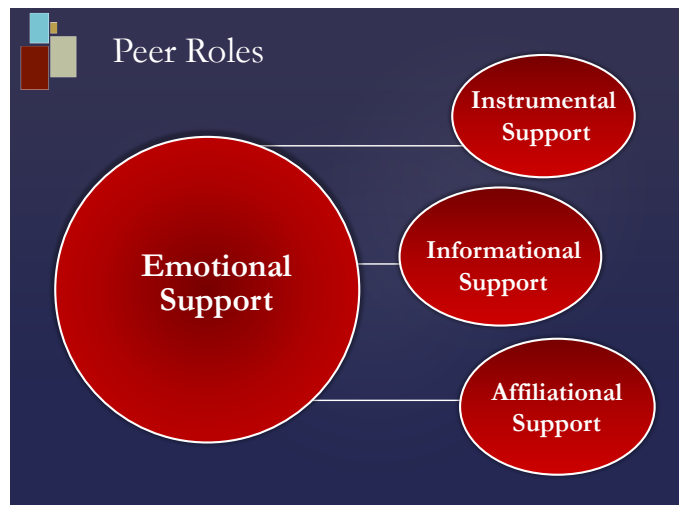 Peer Roles
Instrumental
Support
Emotional
Support
Informational
Support
Affiliational
Support